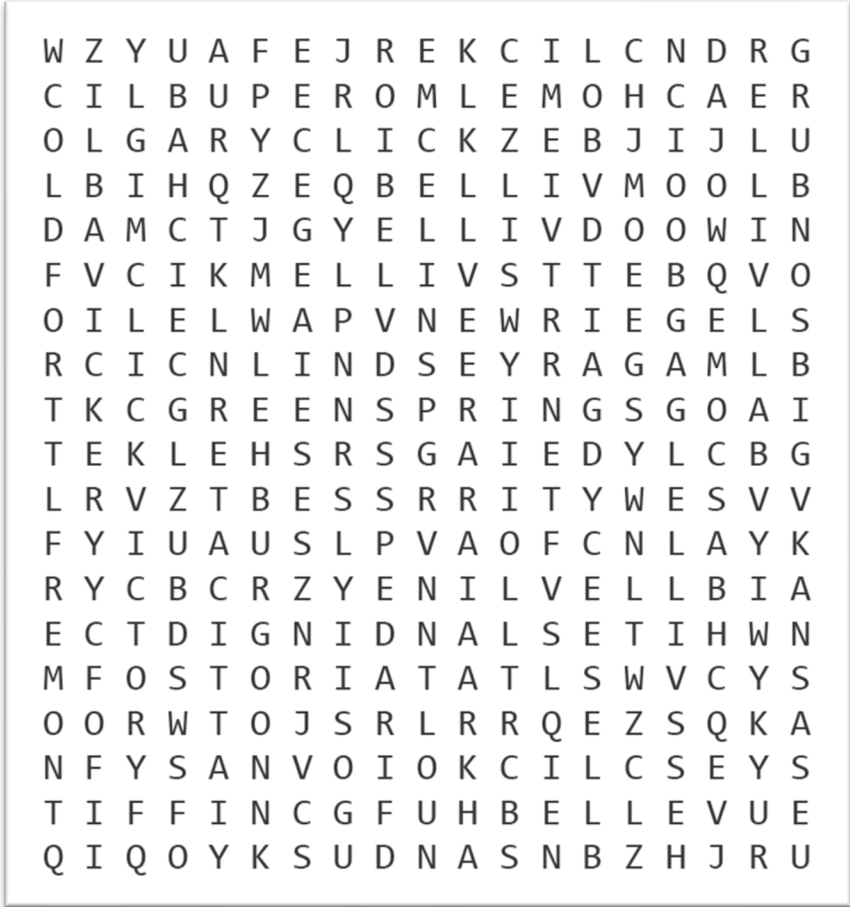 W Z Y U A F E J R E K C I L C N D R G
C I L B U P E R O M L E M O H C A E R
O L G A R Y C L I C K Z E B J I J L U
L B I H Q Z E Q B E L L I V M O O L B
D A M C T J G Y E L L I V D O O W I N
F V C I K M E L L I V S T T E B Q V O
O I L E L W A P V N E W R I E G E L S
R C I C N L I N D S E Y R A G A M L B
T K C G R E E N S P R I N G S G O A I
T E K L E H S R S G A I E D Y L C B G
L R V Z T B E S S R R I T Y W E S V V
F Y I U A U S L P V A O F C N L A Y K
R Y C B C R Z Y E N I L V E L L B I A
E C T D I G N I D N A L S E T I H W N
M F O S T O R I A T A T L S W V C Y S
O O R W T O J S R L R R Q E Z S Q K A
N F Y S A N V O I O K C I L C S E Y S
T I F F I N C G F U H B E L L E V U E
Q I Q O Y K S U D N A S N B Z H J R U